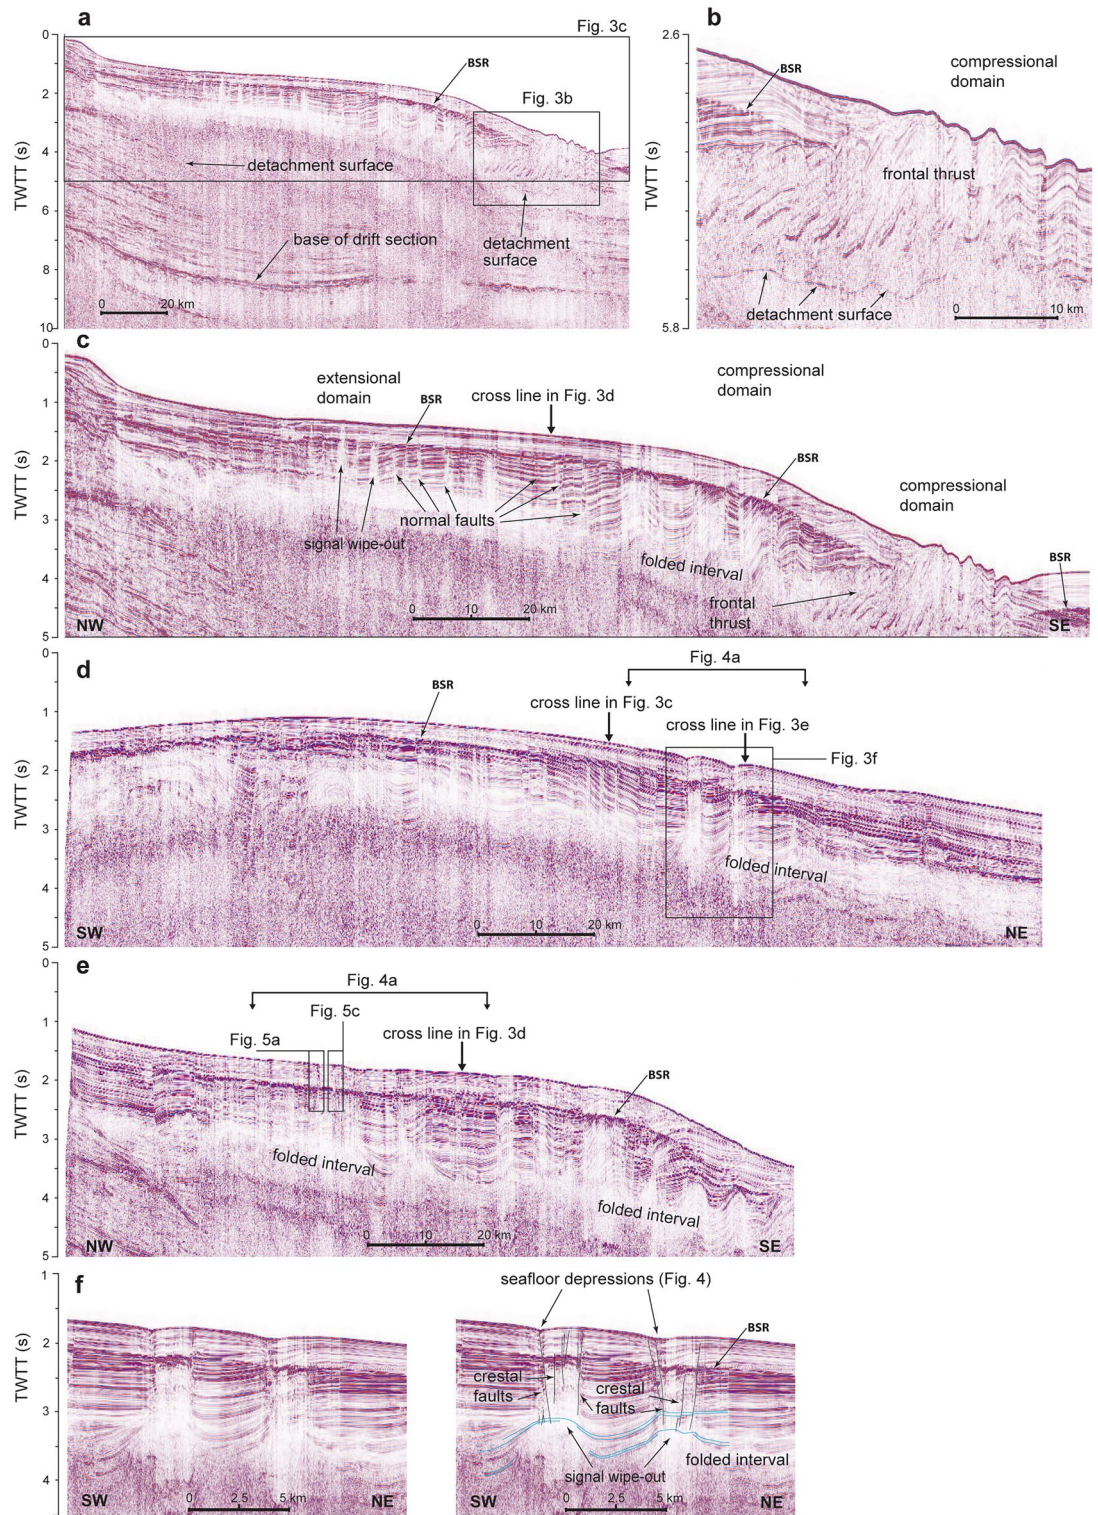 a
Fig. 3c
0
2
4
6
8
10
TWTT (s)
BSR
Fig. 3b
detachment surface
base of drift section
detachment
surface
0 20 km
b
2.6
5.8
TWTT (s)
BSR
compressional
domain
frontal thrust
detachment surface
0 10 km
c
0
1
2
3
4
5
TWTT (s)
extensional
domain
BSR
cross line in Fig. 3d
compressional
domain
BSR
compressional
domain
normal faults
signal wipe-out
folded interval
frontal
thrust
BSR
0 10 20 km
NW
SE
d
0
1
2
3
4
5
TWTT (s)
Fig. 4a
BSR
cross line in Fig. 3c
cross line in Fig. 3e
Fig. 3f
folded interval
0 10 20 km
SW
NE
e
0
1
2
3
4
5
TWTT (s)
Fig. 4a
Fig. 5c
Fig. 5a
cross line in Fig. 3d
BSR
folded interval
folded interval
0 10 20 km
NW
SE
f
1
2
3
4
TWTT (s)
SW
0 2,5 5 km
NE
seafloor depressions (Fig. 4)
BSR
crestal
faults
crestal
faults
signal wipe-out
folded interval
SW
0 2,5 5 km
NE